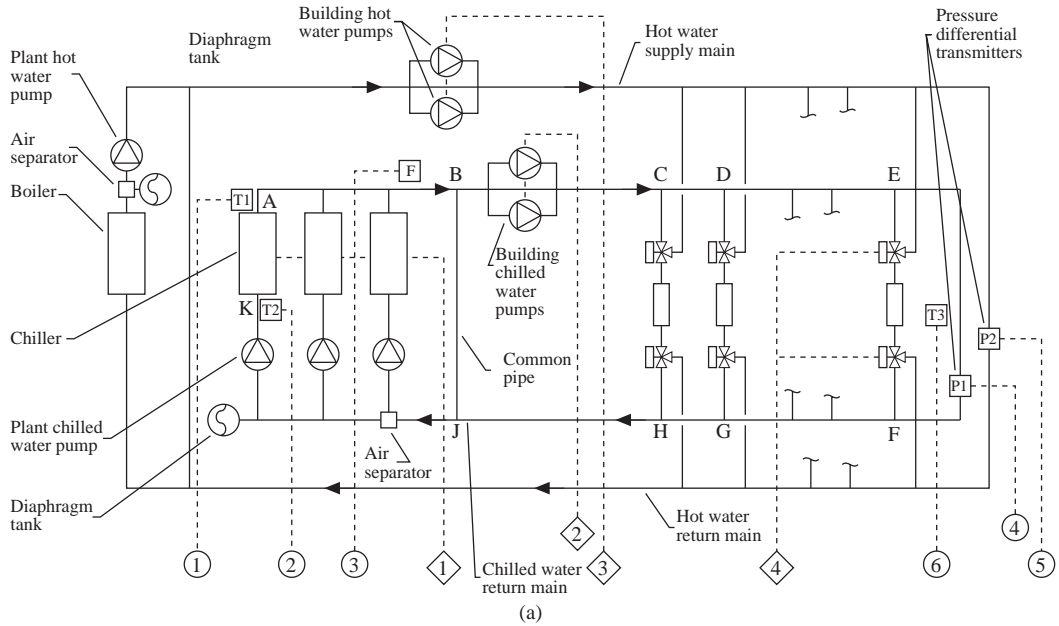 Building hot
water pumps
Diaphragm
tank
Hot water
supply main
Pressure
differential
transmitters
Plant hot
water
pump
Air
separator
Boiler
T1
A
F
B
C
D
E
Building
chilled
water
pumps
K
T2
T3
P2
P1
Chiller
Common
pipe
Plant chilled
water pump
J
H
G
F
Air
separator
Diaphragm
tank
Hot water
return main
Chilled water
return main
1
2
3
1
2
3
4
6
4
5
(a)